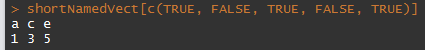 > shortNamedVect[c(TRUE, FALSE, TRUE, FALSE, TRUE)]
a c e
1 3 5